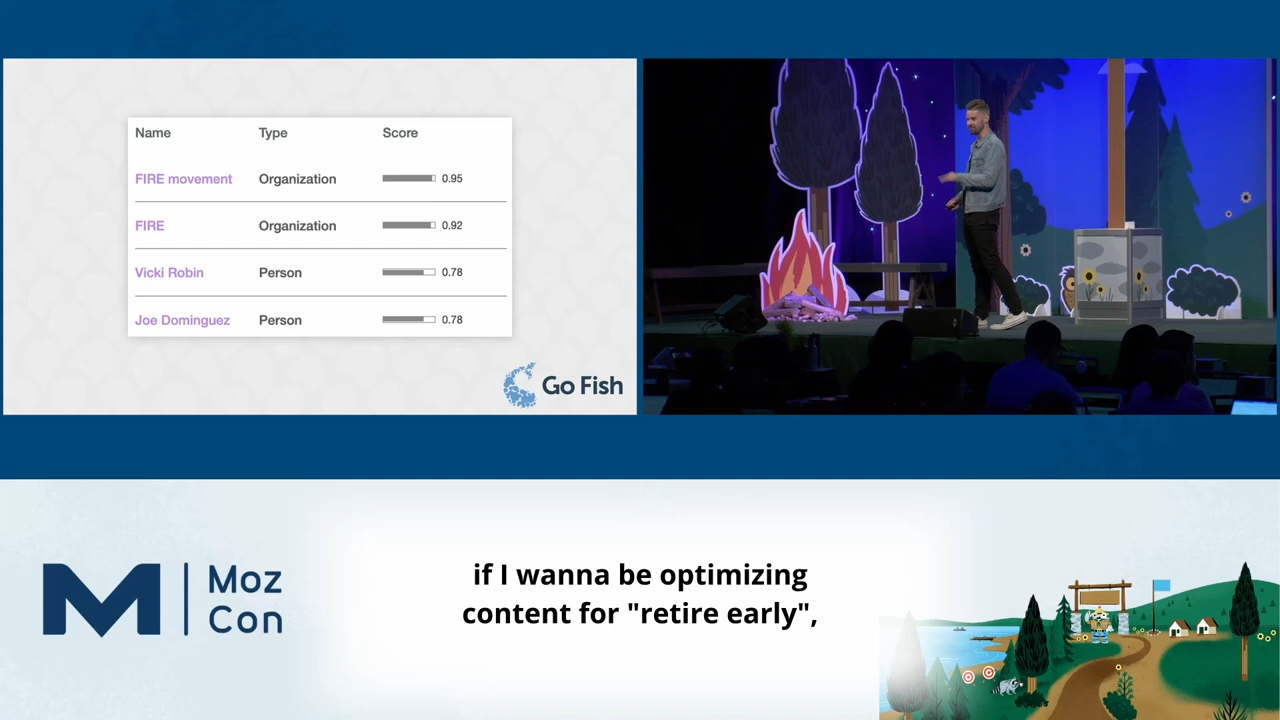 Name Type Score
FIRE movement Organization 0.95
FIRE Organization 0.92
Vicki Robin Person 0.78
Joe Dominguez Person 0.78
Go Fish
if I wanna be optimizing
content for "retire early",
Moz
Con